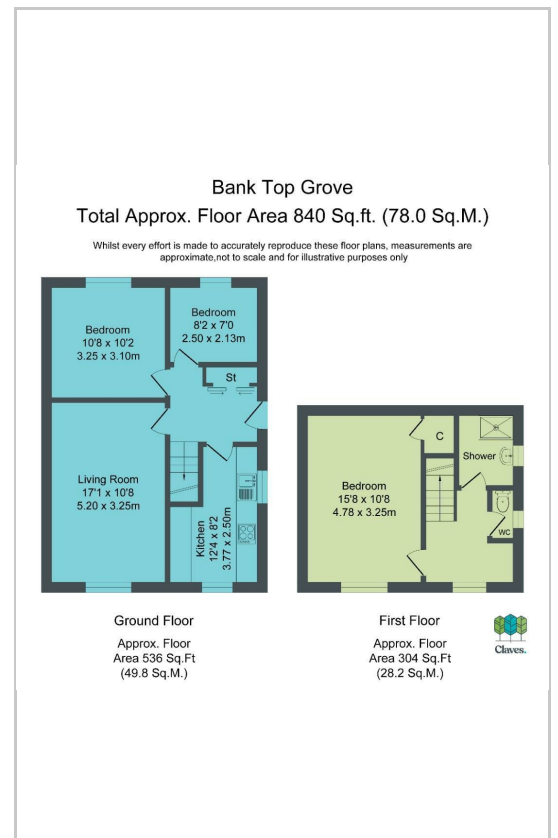 Bank Top Grove
Total Approx. Floor Area 840 Sq.ft. (78.0 Sq.M.)
Whilst every effort is made to accurately reproduce these floor plans, measurements are
approximate,not to scale and for illustrative purposes only
Bedroom
10'8 x 10'2
3.25 x 3.10m
Bedroom
8'2 x 7'0
2.50 x 2.13m
St
Living Room
17'1 x 10'8
5.20 x 3.25m
Kitchen
12'4 x 8'2
3.77 x 2.50m
Ground Floor
Approx. Floor
Area 536 Sq.Ft
(49.8 Sq.M.)
Bedroom
15'8 x 10'8
4.78 x 3.25m
C
Shower
WC
First Floor
Approx. Floor
Area 304 Sq.Ft
(28.2 Sq.M.)
Claves.